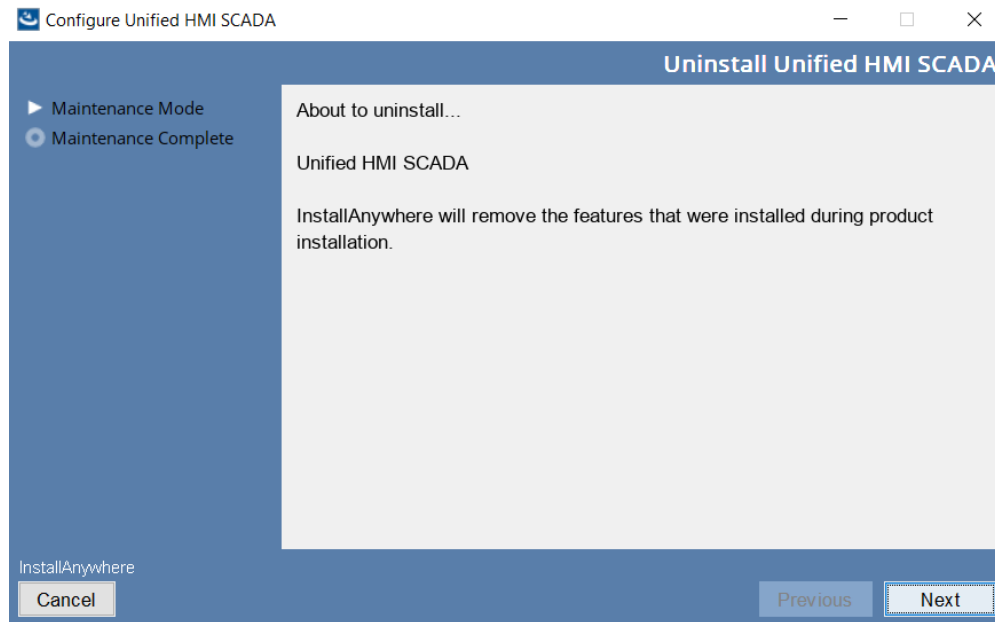 Configure Unified HMI SCADA
Uninstall Unified HMI SCADA
Maintenance Mode
Maintenance Complete
About to uninstall...
Unified HMI SCADA
InstallAnywhere will remove the features that were installed during product
installation.
InstallAnywhere
Cancel
Previous
Next